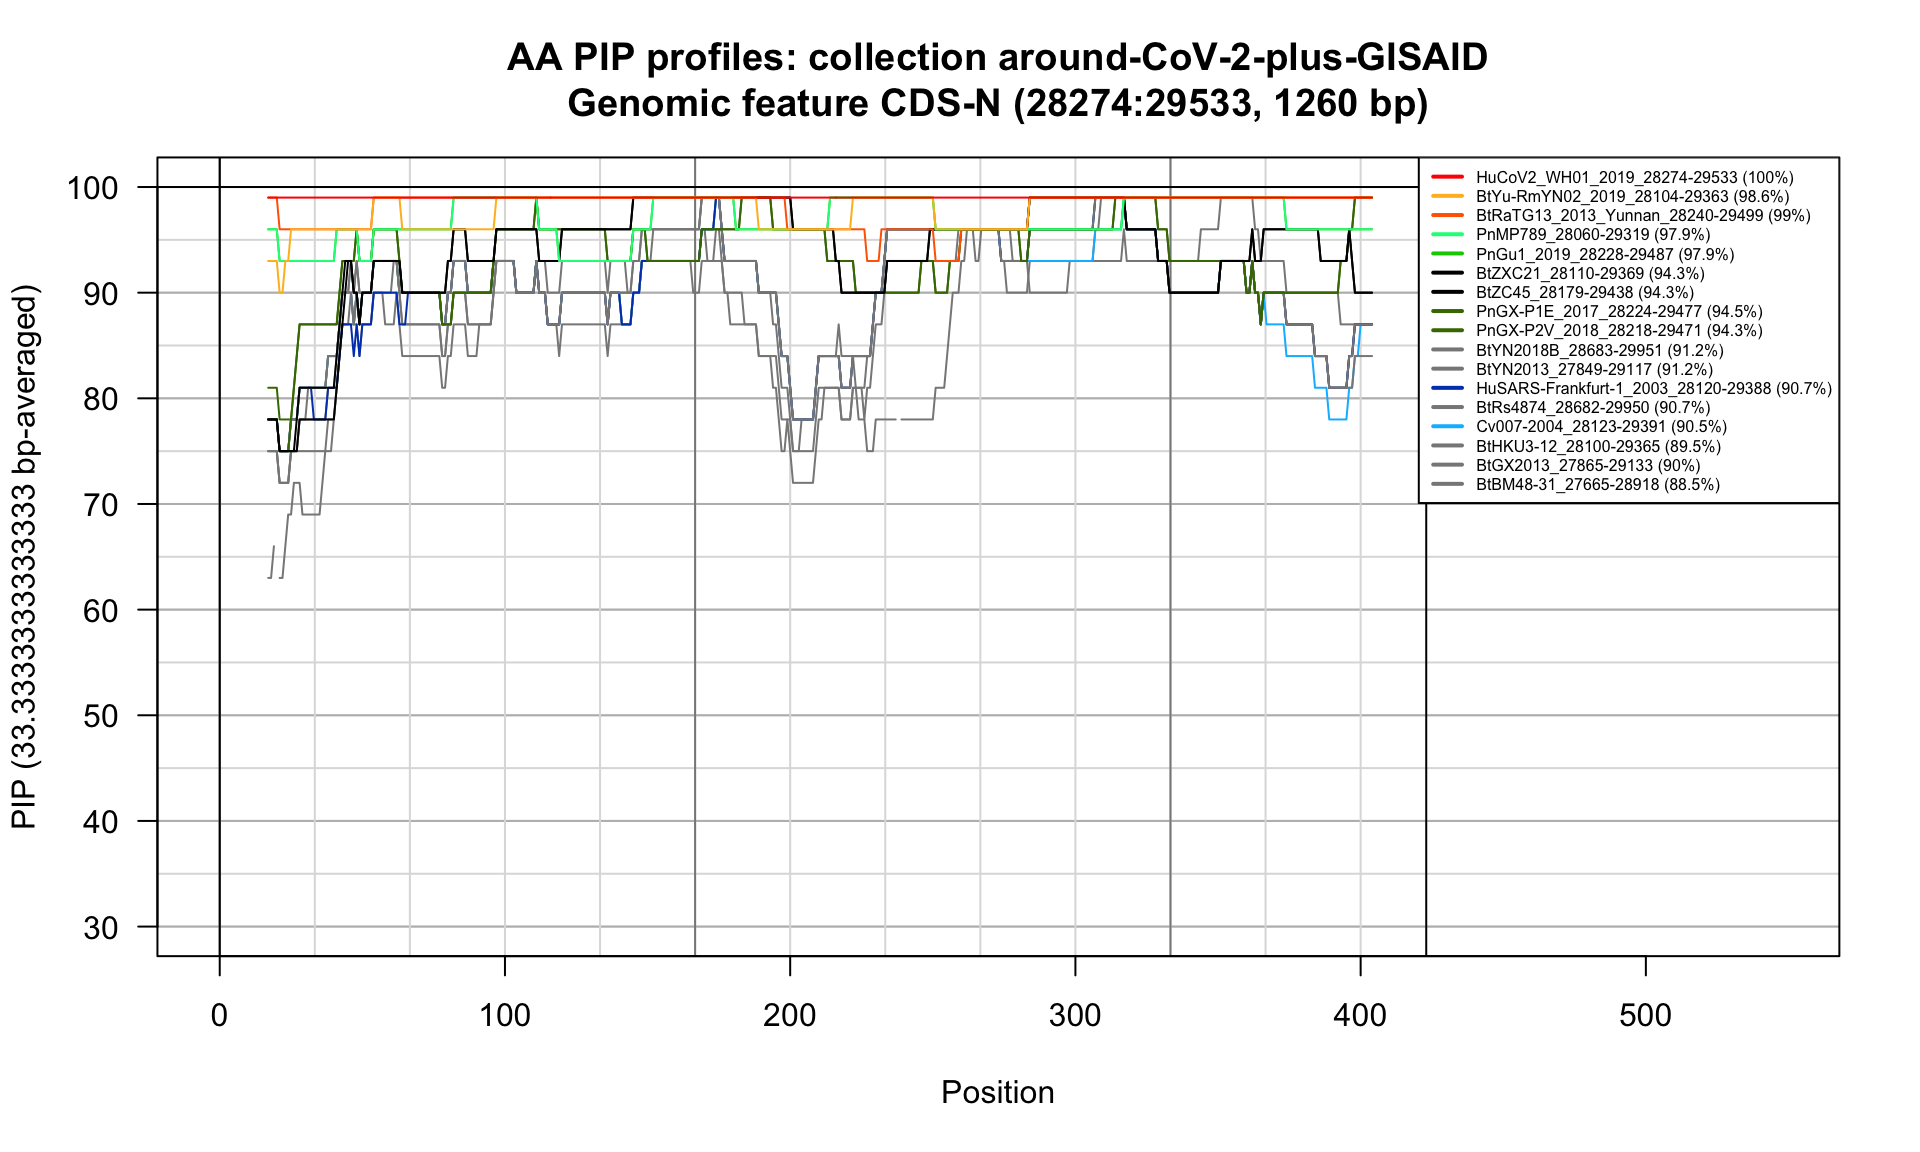 AA PIP profiles: collection around-CoV-2-plus-GISAID
Genomic feature CDS-N (28274:29533, 1260 bp)
PIP (33.3333333333333 bp-averaged)
100
90
80
70
60
50
40
30
HuCoV2_WH01_2019_28274-29533 (100%)
BtYu-RmYN02_2019_28104-29363 (98.6%)
BtRaTG13_2013_Yunnan_28240-29499 (99%)
PnMP789_28060-29319 (97.9%)
PnGu1_2019_28228-29487 (97.9%)
BtZXC21_28110-29369 (94.3%)
BtZC45_28179-29438 (94.3%)
PnGX-P1E_2017_28224-29477 (94.5%)
PnGX-P2V_2018_28218-29471 (94.3%)
BtYN2018B_28683-29951 (91.2%)
BtYN2013_27849-29117 (91.2%)
HuSARS-Frankfurt-1_2003_28120-29388 (90.7%)
BtRs4874_28682-29950 (90.7%)
Cv007-2004_28123-29391 (90.5%)
BtHKU3-12_28100-29365 (89.5%)
BtGX2013_27865-29133 (90%)
BtBM48-31_27665-28918 (88.5%)
0 100 200 300 400 500
Position